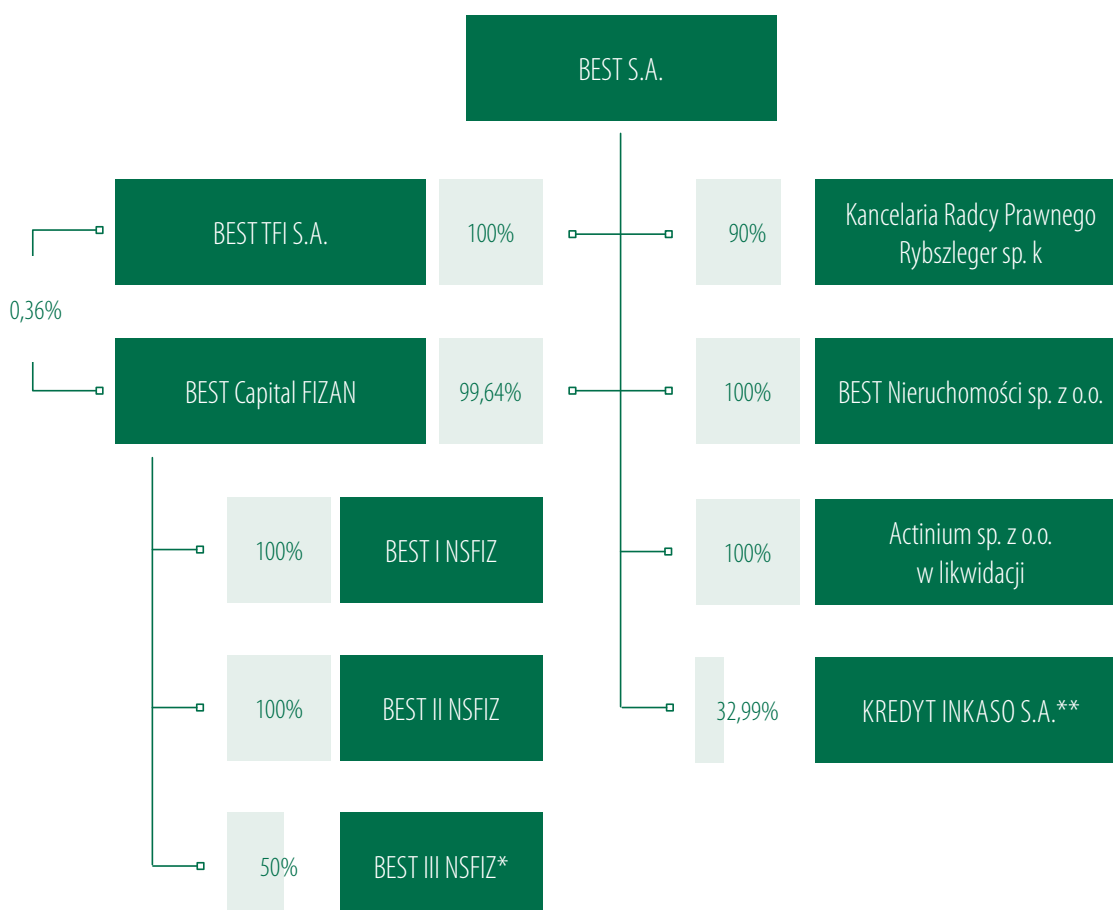 BEST S.A.
BEST TFI S.A.
100%
90%
Kancelaria Radcy Prawnego
Rybszleger sp. k
0,36%
BEST Capital FIZAN
99,64%
100%
BEST Nieruchomości sp. z o.o.
100%
BEST I NSFIZ
100%
Actinium sp. z o.o.
w likwidacji
100%
BEST II NSFIZ
32,99%
KREDYT INKASO S.A.**
50%
BEST III NSFIZ*